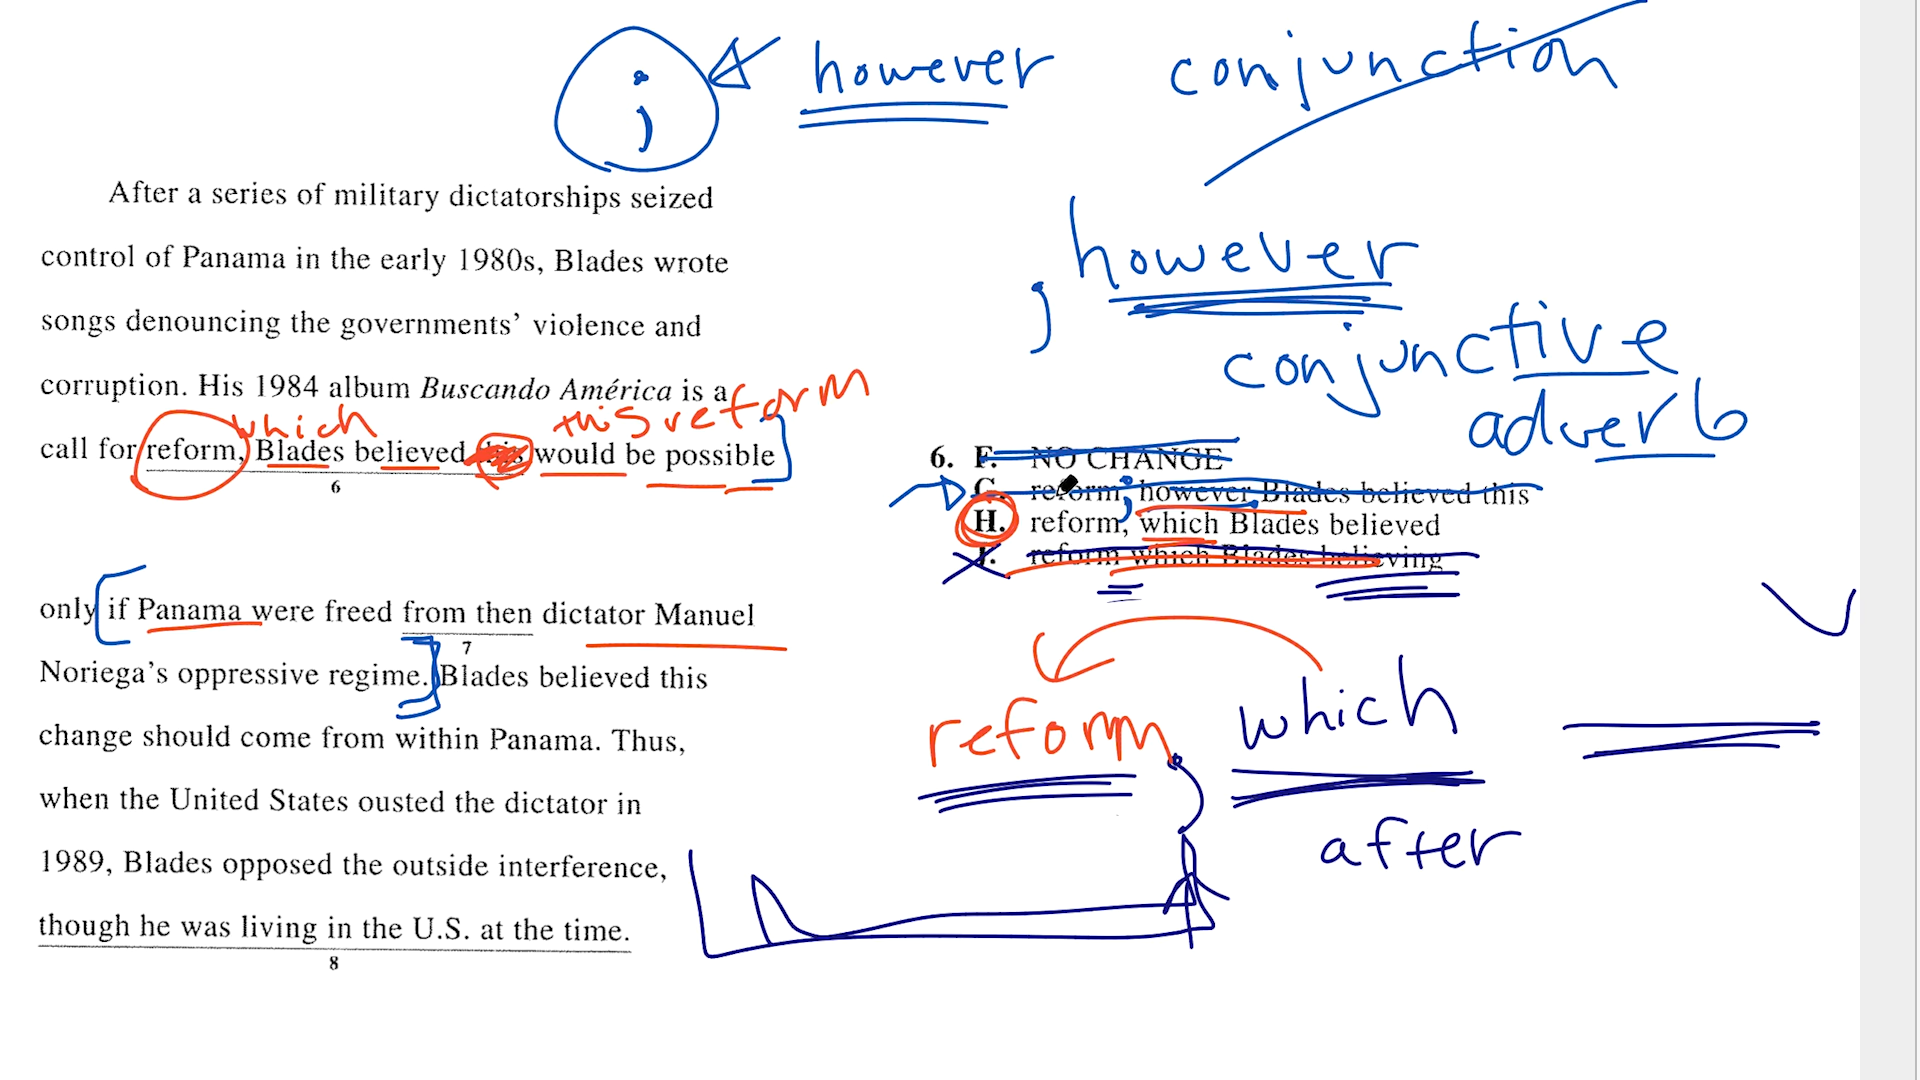 ; however conjunction
After a series of military dictatorships seized
control of Panama in the early 1980s, Blades wrote
songs denouncing the governments' violence and
corruption. His 1984 album Buscando América is a
which this reform
call for reform, Blades believed this would be possible
6
only if Panama were freed from then dictator Manuel
7
Noriega's oppressive regime. Blades believed this
change should come from within Panama. Thus,
when the United States ousted the dictator in
1989, Blades opposed the outside interference,
though he was living in the U.S. at the time.
8
, however
conjunctive
adverb
6. F. NO CHANGE
G. reform; however, Blades believed this
H. reform, which Blades believed
J. reform which Blades believing
reform, which
after